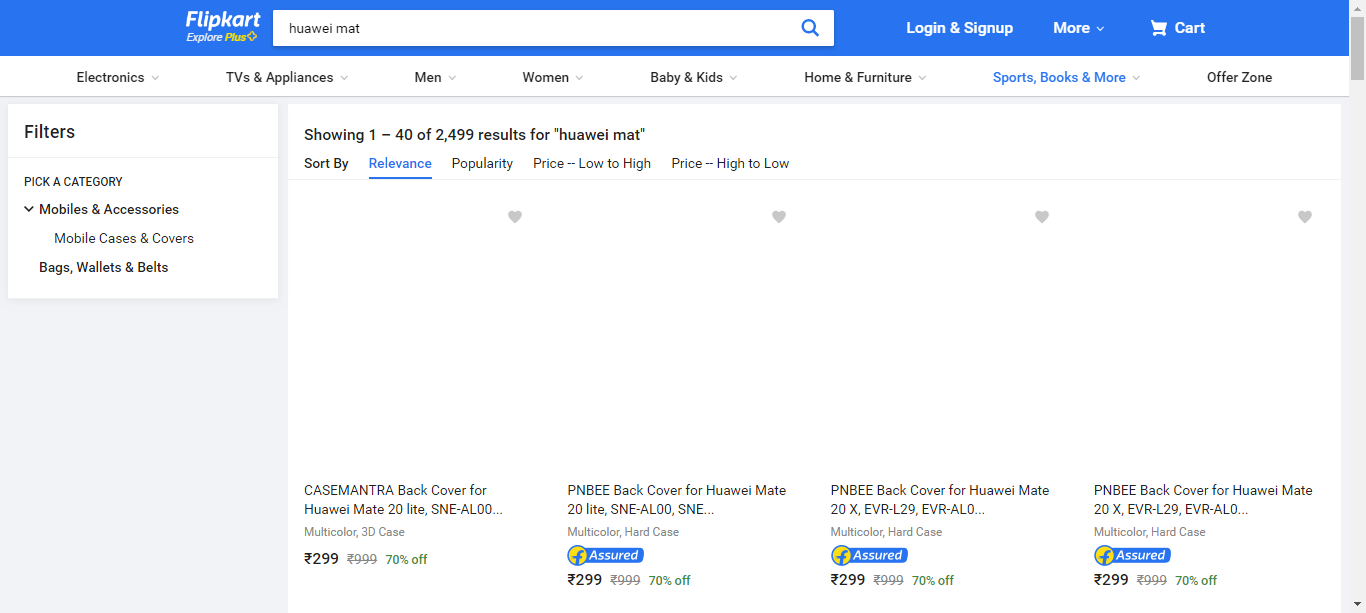 Flipkart
Explore Plus
huawei mat
Login & Signup
More
Cart
Electronics
TVs & Appliances
Men
Women
Baby & Kids
Home & Furniture
Sports, Books & More
Offer Zone
Filters
PICK A CATEGORY
Mobiles & Accessories
Mobile Cases & Covers
Bags, Wallets & Belts
Showing 1 – 40 of 2,499 results for "huawei mat"
Sort By
Relevance
Popularity
Price -- Low to High
Price -- High to Low
CASEMANTRA Back Cover for
Huawei Mate 20 lite, SNE-AL00...
Multicolor, 3D Case
₹299 ₹999 70% off
PNBEE Back Cover for Huawei Mate
20 lite, SNE-AL00, SNE...
Multicolor, Hard Case
Assured
₹299 ₹999 70% off
PNBEE Back Cover for Huawei Mate
20 X, EVR-L29, EVR-AL0...
Multicolor, Hard Case
Assured
₹299 ₹999 70% off
PNBEE Back Cover for Huawei Mate
20 X, EVR-L29, EVR-AL0...
Multicolor, Hard Case
Assured
₹299 ₹999 70% off